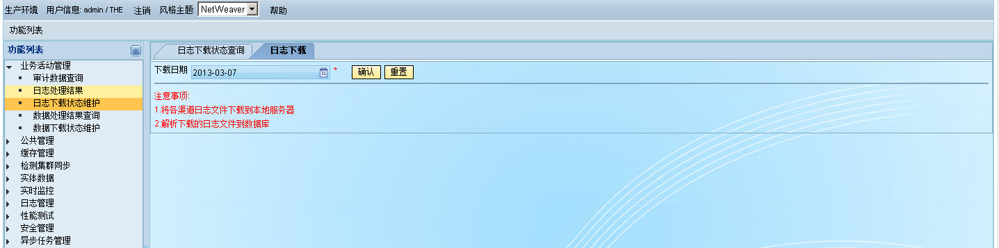 生产环境 用户信息: admin / THE 注销 风格主题: NetWeaver 帮助
功能列表
功能列表
业务活动管理
审计数据查询
日志处理结果
日志下载状态维护
数据处理结果查询
数据下载状态维护
公共管理
缓存管理
检测集群同步
实体数据
实时监控
日志管理
性能测试
安全管理
异步任务管理
日志下载状态查询 日志下载
下载日期 2013-03-07 31 * 确认 重置
注意事项:
1.将各渠道日志文件下载到本地服务器
2.解析下载的日志文件到数据库